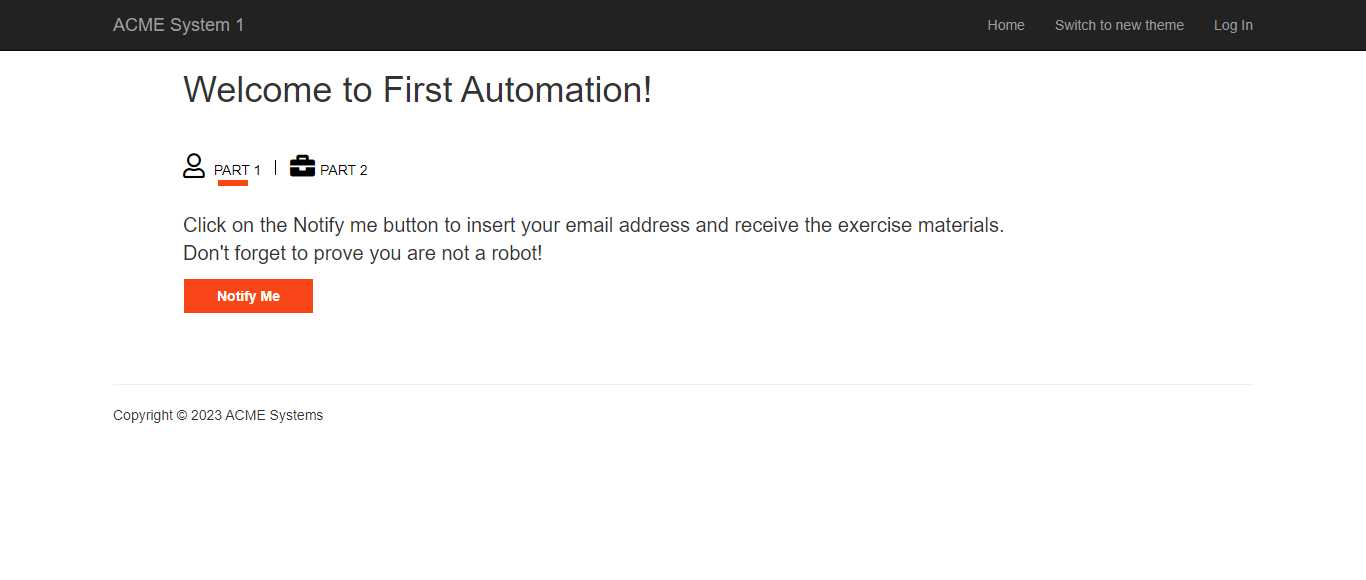 ACME System 1
Home Switch to new theme Log In
Welcome to First Automation!
PART 1 | PART 2
Click on the Notify me button to insert your email address and receive the exercise materials.
Don't forget to prove you are not a robot!
Notify Me
Copyright © 2023 ACME Systems